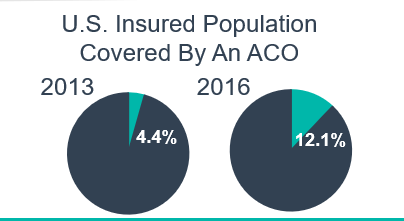 U.S. Insured Population
Covered By An ACO
2013
2016
4.4%
12.1%